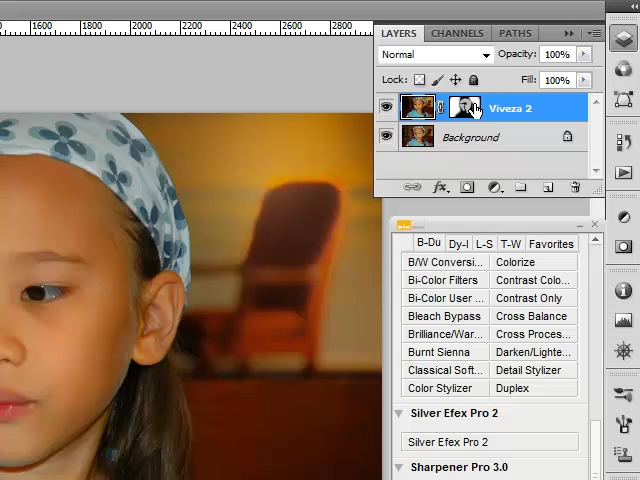 1600 1800 2000 2200 2400 2600 2800
LAYERS CHANNELS PATHS
Normal Opacity: 100%
Lock: Fill: 100%
Viveza 2
Background
fx
B-Du Dy-I L-S T-W Favorites
B/W Conversi... Colorize
Bi-Color Filters Contrast Colo...
Bi-Color User ... Contrast Only
Bleach Bypass Cross Balance
Brilliance/War... Cross Proces...
Burnt Sienna Darken/Lighte...
Classical Soft... Detail Stylizer
Color Stylizer Duplex
Silver Efex Pro 2
Silver Efex Pro 2
Sharpener Pro 3.0